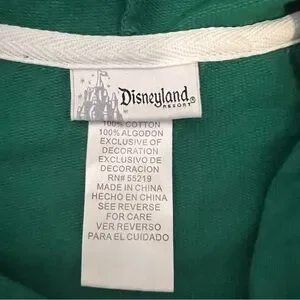 Disneyland®
RESORT
100% COTTON
100% ALGODON
EXCLUSIVE OF
DECORATION
EXCLUSIVO DE
DECORACION
RN# 55219
MADE IN CHINA
HECHO EN CHINA
SEE REVERSE
FOR CARE
VER REVERSO
PARA EL CUIDADO